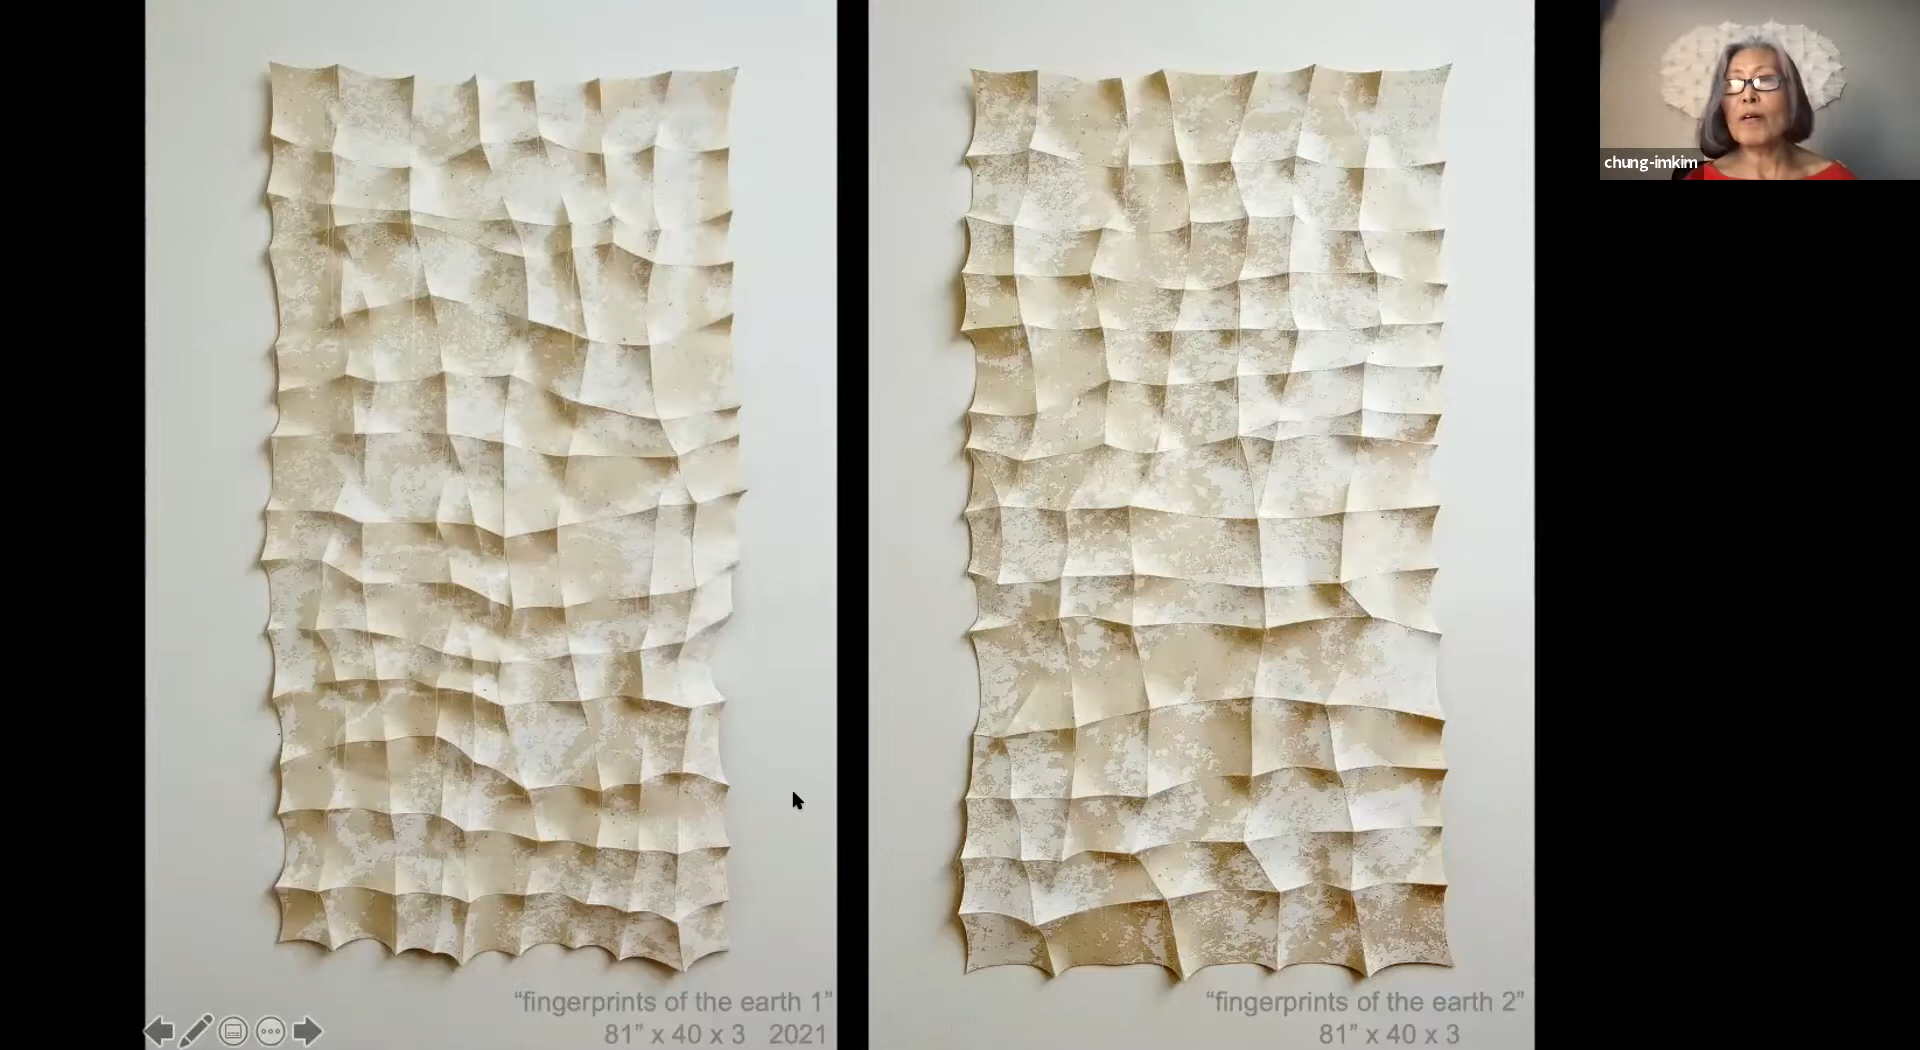 chung-imkim
“fingerprints of the earth 1”
81” x 40 x 3 2021
“fingerprints of the earth 2”
81” x 40 x 3